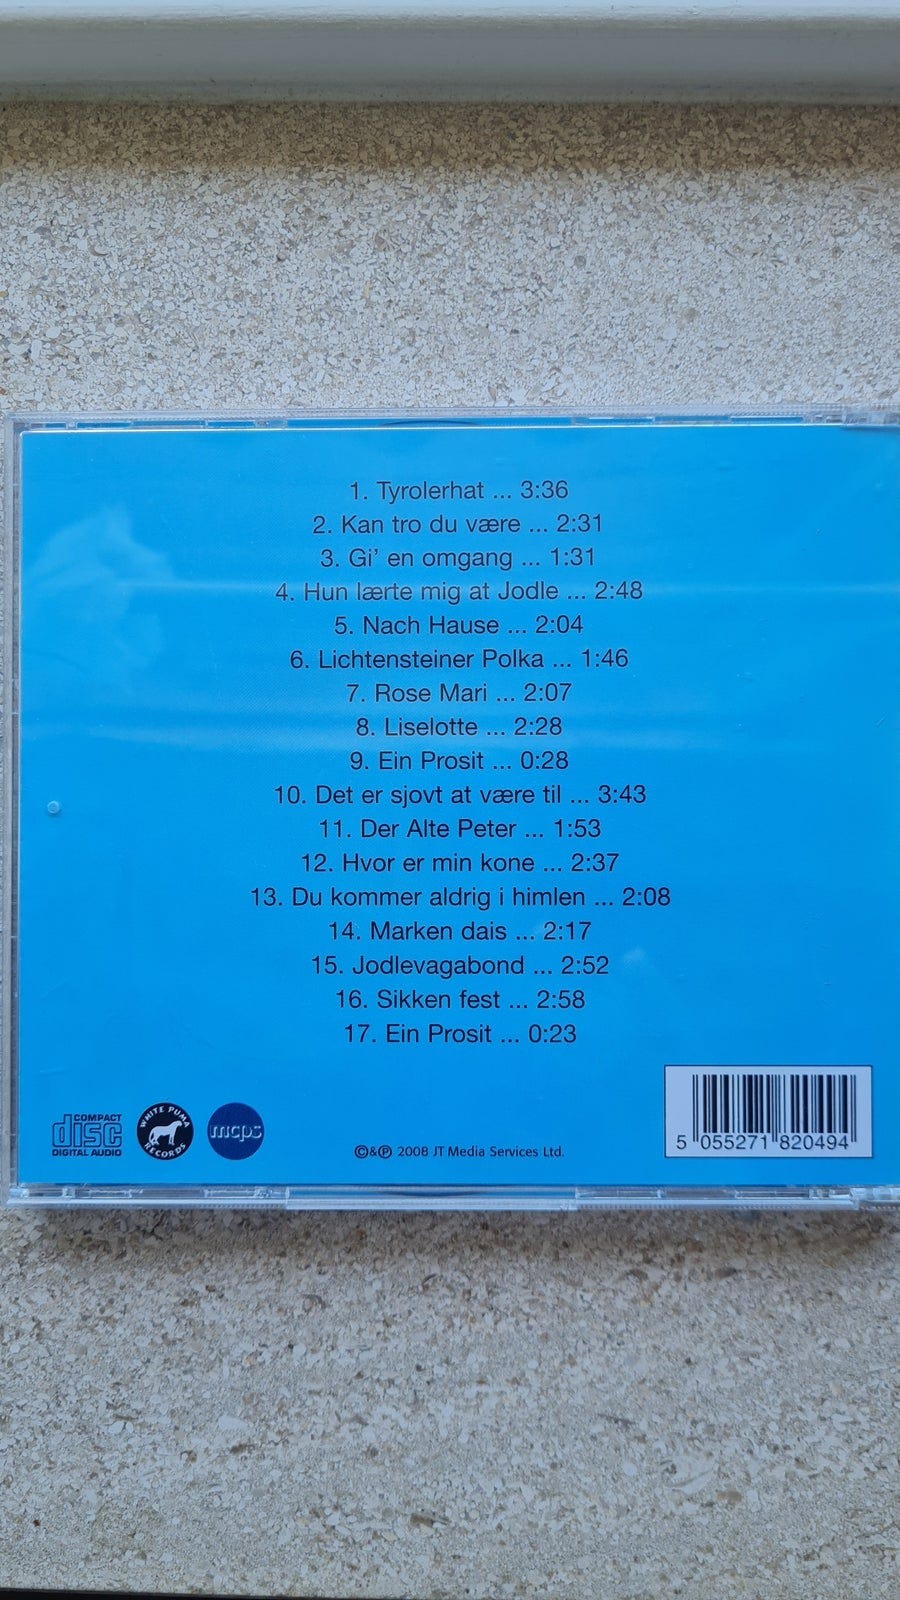 1. Tyrolerhat ... 3:36
2. Kan tro du være ... 2:31
3. Gi' en omgang ... 1:31
4. Hun lærte mig at Jodle ... 2:48
5. Nach Hause ... 2:04
6. Lichtensteiner Polka ... 1:46
7. Rose Mari ... 2:07
8. Liselotte ... 2:28
9. Ein Prosit ... 0:28
10. Det er sjovt at være til ... 3:43
11. Der Alte Peter ... 1:53
12. Hvor er min kone ... 2:37
13. Du kommer aldrig i himlen ... 2:08
14. Marken dais ... 2:17
15. Jodlevagabond ... 2:52
16. Sikken fest ... 2:58
17. Ein Prosit ... 0:23
COMPACT
disc
DIGITAL AUDIO
WHITE PUMA
RECORDS
mcps
©&℗ 2008 JT Media Services Ltd.
5 055271 820494